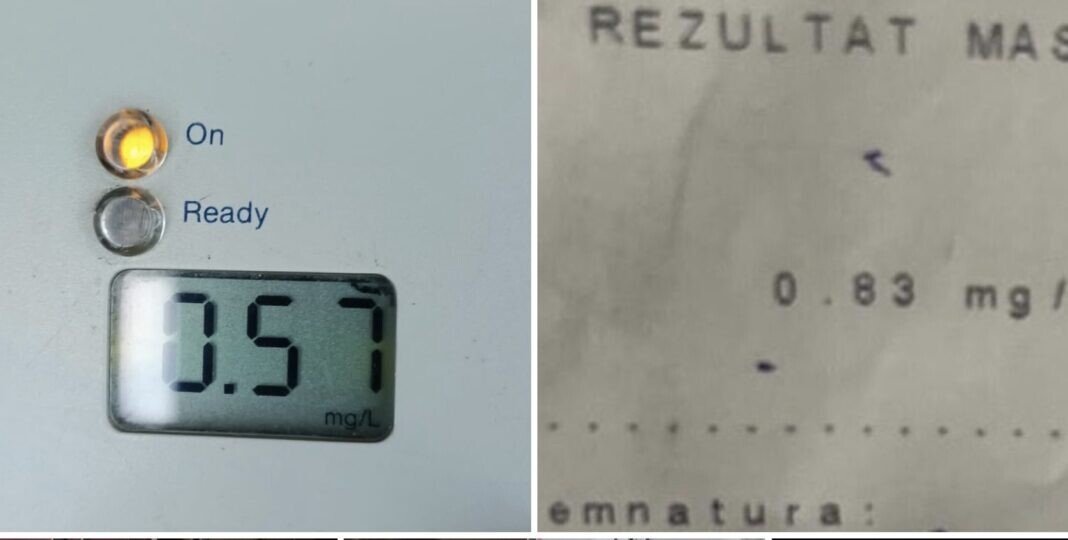 On
Ready
0.57
mg/L
REZULTAT MAS
0.83 mg/
emnatura: